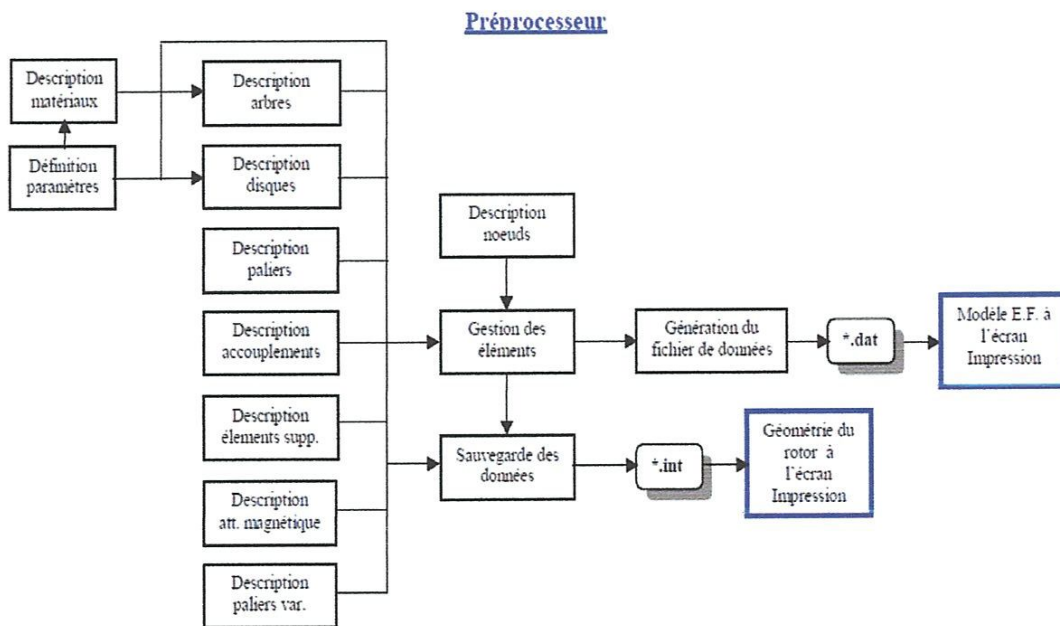 Préprocesseur
Description
matériaux
Définition
paramètres
Description
arbres
Description
disques
Description
paliers
Description
accouplements
Description
élements supp.
Description
att. magnétique
Description
paliers var.
Description
noeuds
Gestion des
éléments
Sauvegarde des
données
Génération du
fichier de données
*.dat
Modèle E.F. à
l'écran
Impression
*.int
Géométrie du
rotor à
l'écran
Impression